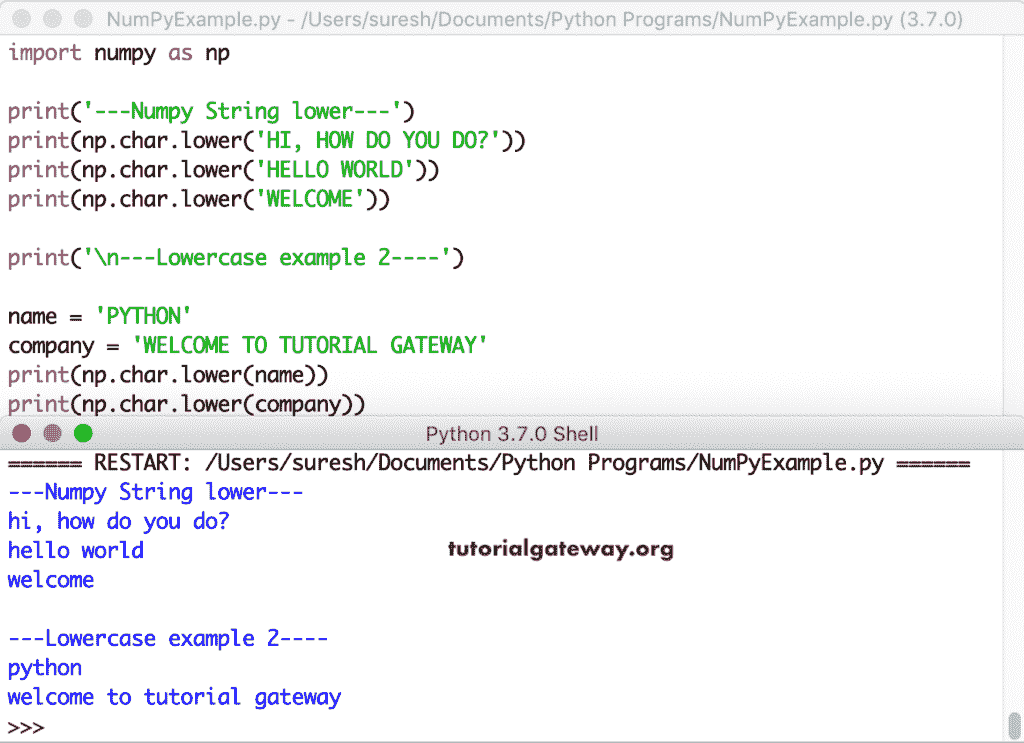 NumPyExample.py - /Users/suresh/Documents/Python Programs/NumPyExample.py (3.7.0)
import numpy as np

print('---Numpy String lower---')
print(np.char.lower('HI, HOW DO YOU DO?'))
print(np.char.lower('HELLO WORLD'))
print(np.char.lower('WELCOME'))

print('\n---Lowercase example 2----')

name = 'PYTHON'
company = 'WELCOME TO TUTORIAL GATEWAY'
print(np.char.lower(name))
print(np.char.lower(company))
Python 3.7.0 Shell
====== RESTART: /Users/suresh/Documents/Python Programs/NumPyExample.py ======
---Numpy String lower---
hi, how do you do?
hello world
tutorialgateway.org
welcome

---Lowercase example 2----
python
welcome to tutorial gateway
>>>